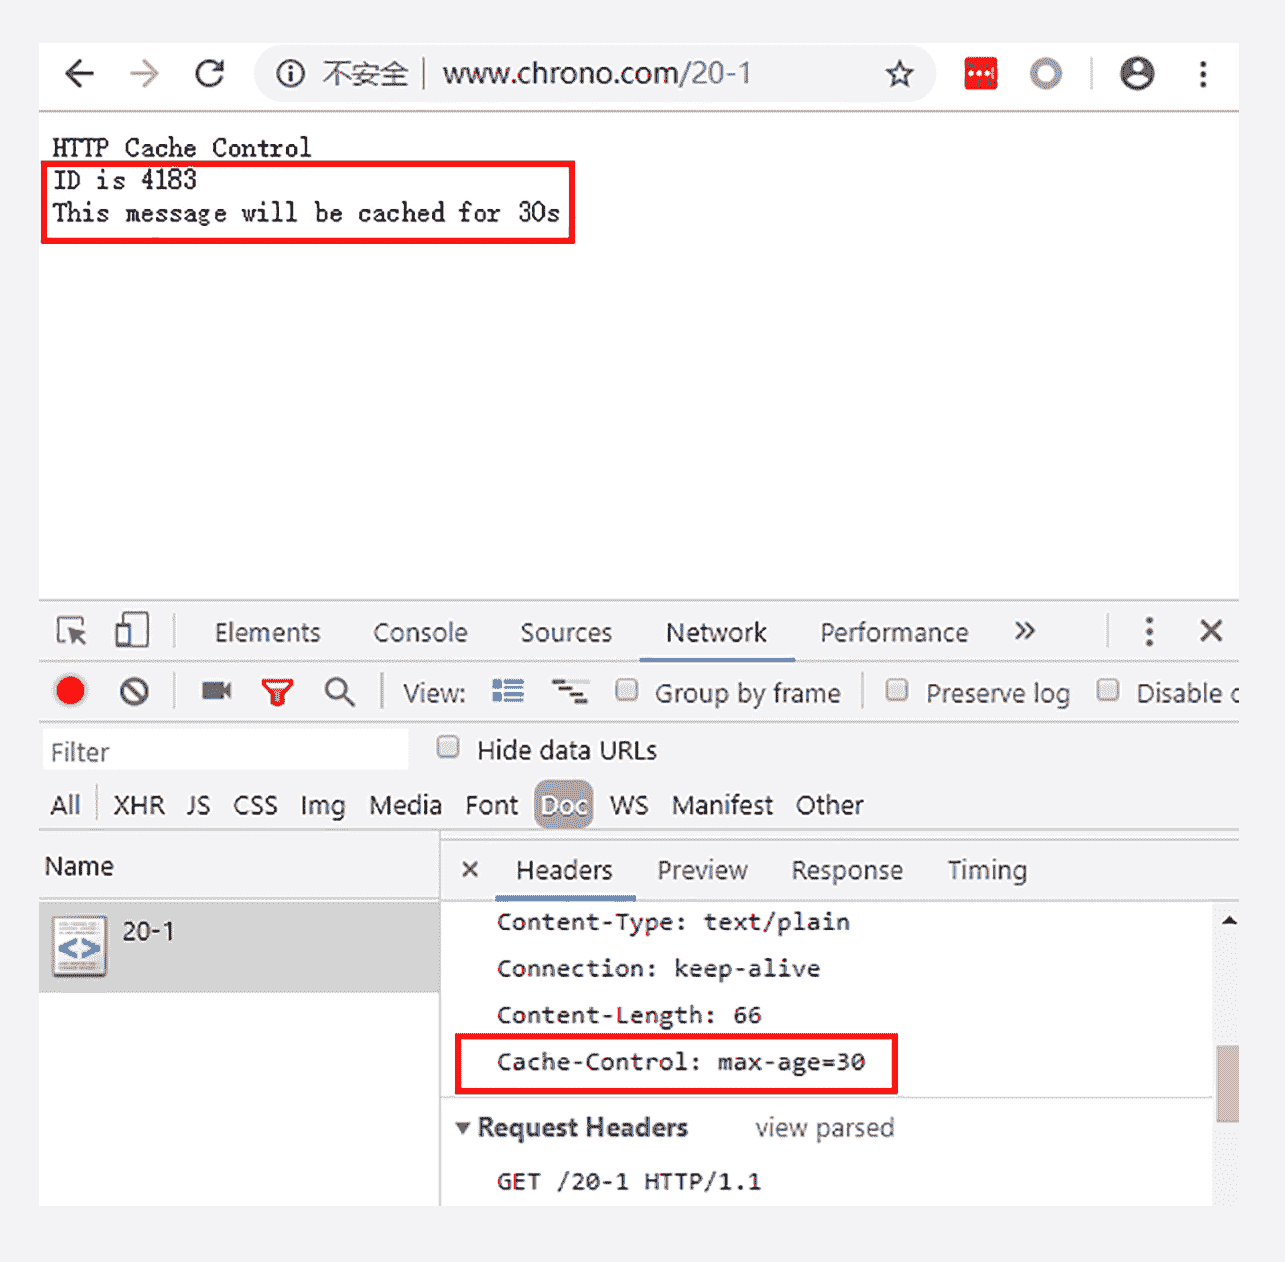 不安全 | www.chrono.com/20-1
HTTP Cache Control
ID is 4183
This message will be cached for 30s
Elements Console Sources Network Performance »
View: Group by frame Preserve log Disable c
Filter Hide data URLs
All XHR JS CSS Img Media Font Doc WS Manifest Other
Name
20-1
× Headers Preview Response Timing
Content-Type: text/plain
Connection: keep-alive
Content-Length: 66
Cache-Control: max-age=30
▼ Request Headers view parsed
GET /20-1 HTTP/1.1